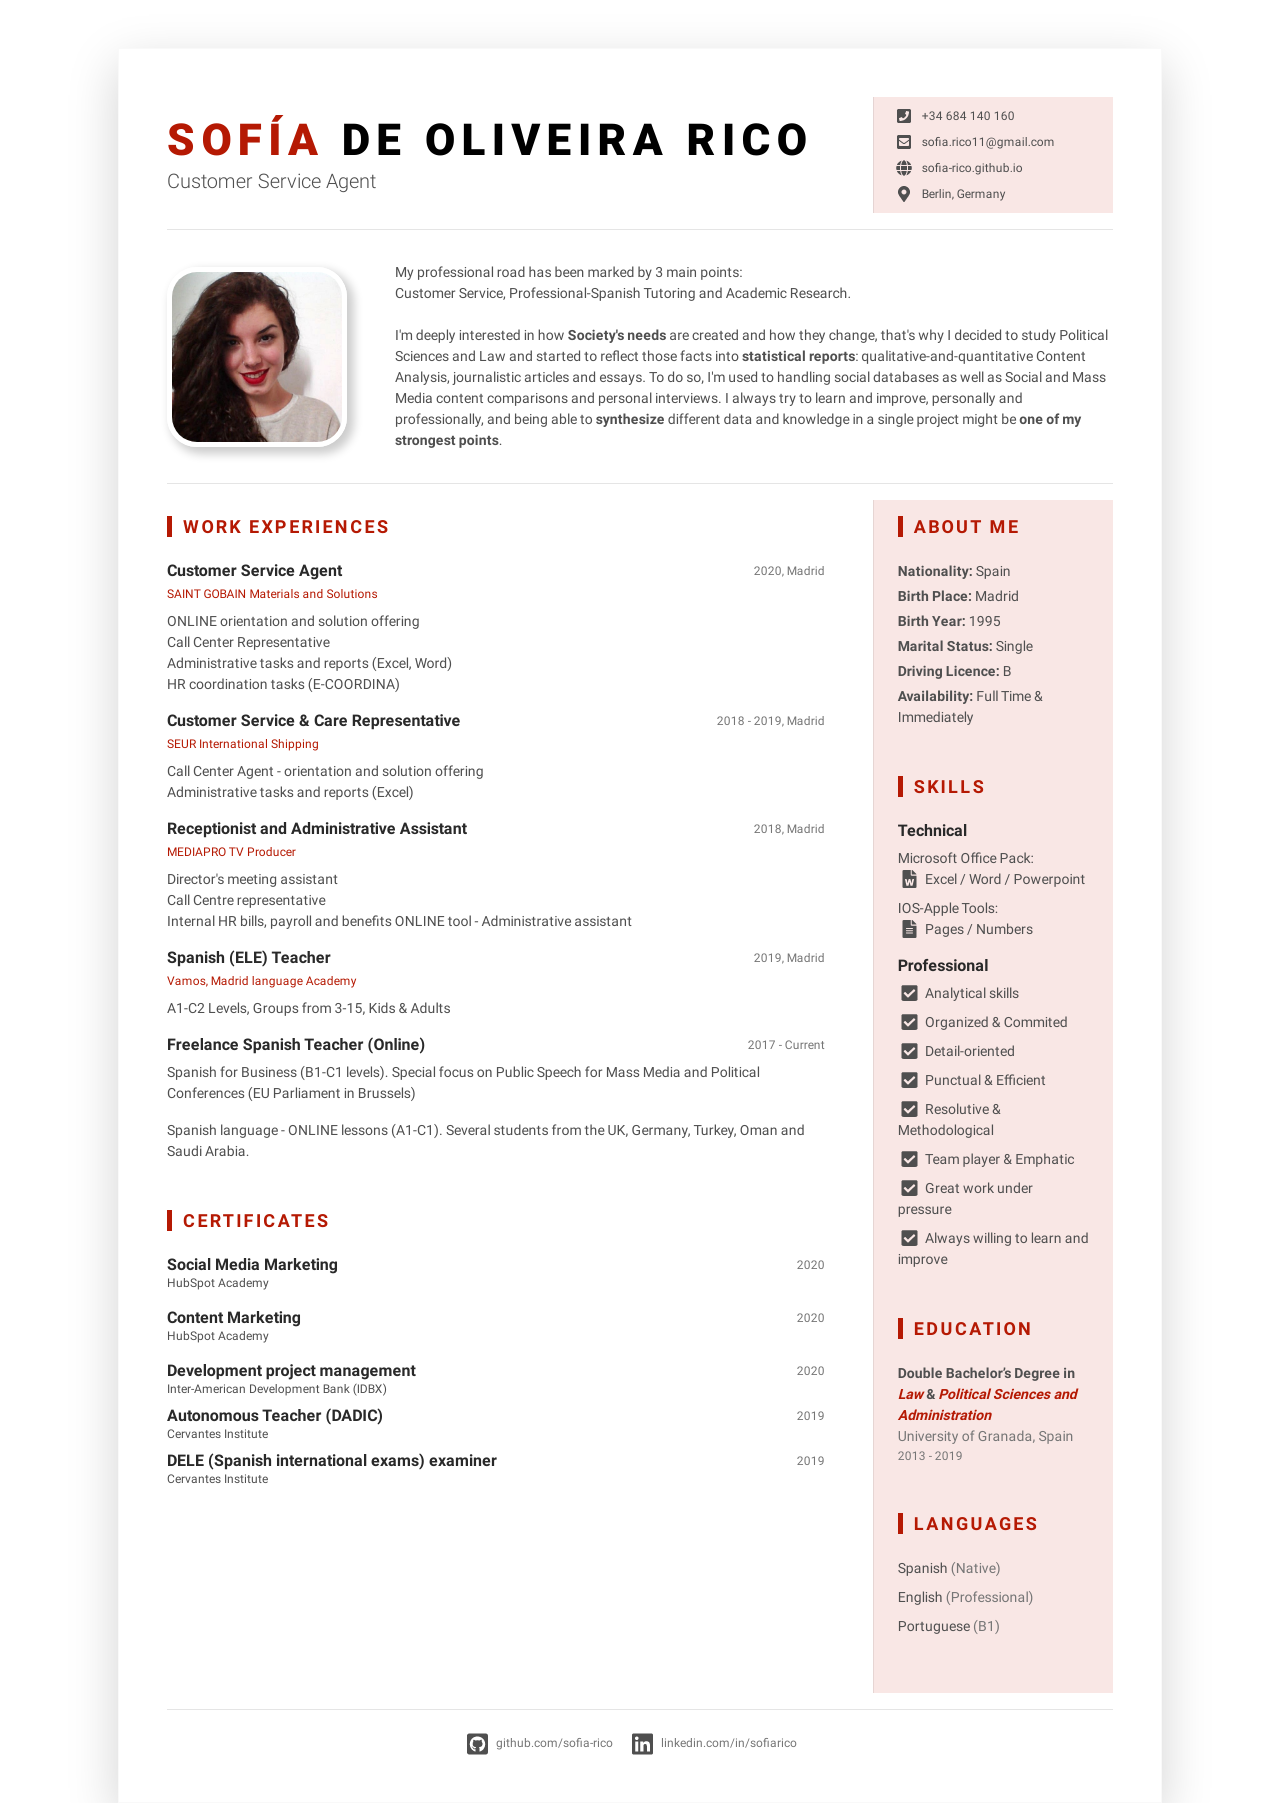 SOFÍA DE OLIVEIRA RICO
Customer Service Agent
+34 684 140 160
sofia.rico11@gmail.com
sofia-rico.github.io
Berlin, Germany
My professional road has been marked by 3 main points:
Customer Service, Professional-Spanish Tutoring and Academic Research.
I'm deeply interested in how Society's needs are created and how they change, that's why I decided to study Political
Sciences and Law and started to reflect those facts into statistical reports: qualitative-and-quantitative Content
Analysis, journalistic articles and essays. To do so, I'm used to handling social databases as well as Social and Mass
Media content comparisons and personal interviews. I always try to learn and improve, personally and
professionally, and being able to synthesize different data and knowledge in a single project might be one of my
strongest points.
WORK EXPERIENCES
Customer Service Agent 2020, Madrid
SAINT GOBAIN Materials and Solutions
ONLINE orientation and solution offering
Call Center Representative
Administrative tasks and reports (Excel, Word)
HR coordination tasks (E-COORDINA)
Customer Service & Care Representative 2018 - 2019, Madrid
SEUR International Shipping
Call Center Agent - orientation and solution offering
Administrative tasks and reports (Excel)
Receptionist and Administrative Assistant 2018, Madrid
MEDIAPRO TV Producer
Director's meeting assistant
Call Centre representative
Internal HR bills, payroll and benefits ONLINE tool - Administrative assistant
Spanish (ELE) Teacher 2019, Madrid
Vamos, Madrid language Academy
A1-C2 Levels, Groups from 3-15, Kids & Adults
Freelance Spanish Teacher (Online) 2017 - Current
Spanish for Business (B1-C1 levels). Special focus on Public Speech for Mass Media and Political
Conferences (EU Parliament in Brussels)
Spanish language - ONLINE lessons (A1-C1). Several students from the UK, Germany, Turkey, Oman and
Saudi Arabia.
CERTIFICATES
Social Media Marketing 2020
HubSpot Academy
Content Marketing 2020
HubSpot Academy
Development project management 2020
Inter-American Development Bank (IDBX)
Autonomous Teacher (DADIC) 2019
Cervantes Institute
DELE (Spanish international exams) examiner 2019
Cervantes Institute
ABOUT ME
Nationality: Spain
Birth Place: Madrid
Birth Year: 1995
Marital Status: Single
Driving Licence: B
Availability: Full Time &
Immediately
SKILLS
Technical
Microsoft Office Pack:
Excel / Word / Powerpoint
IOS-Apple Tools:
Pages / Numbers
Professional
Analytical skills
Organized & Commited
Detail-oriented
Punctual & Efficient
Resolutive &
Methodological
Team player & Emphatic
Great work under
pressure
Always willing to learn and
improve
EDUCATION
Double Bachelor's Degree in
Law & Political Sciences and
Administration
University of Granada, Spain
2013 - 2019
LANGUAGES
Spanish (Native)
English (Professional)
Portuguese (B1)
github.com/sofia-rico linkedin.com/in/sofiarico